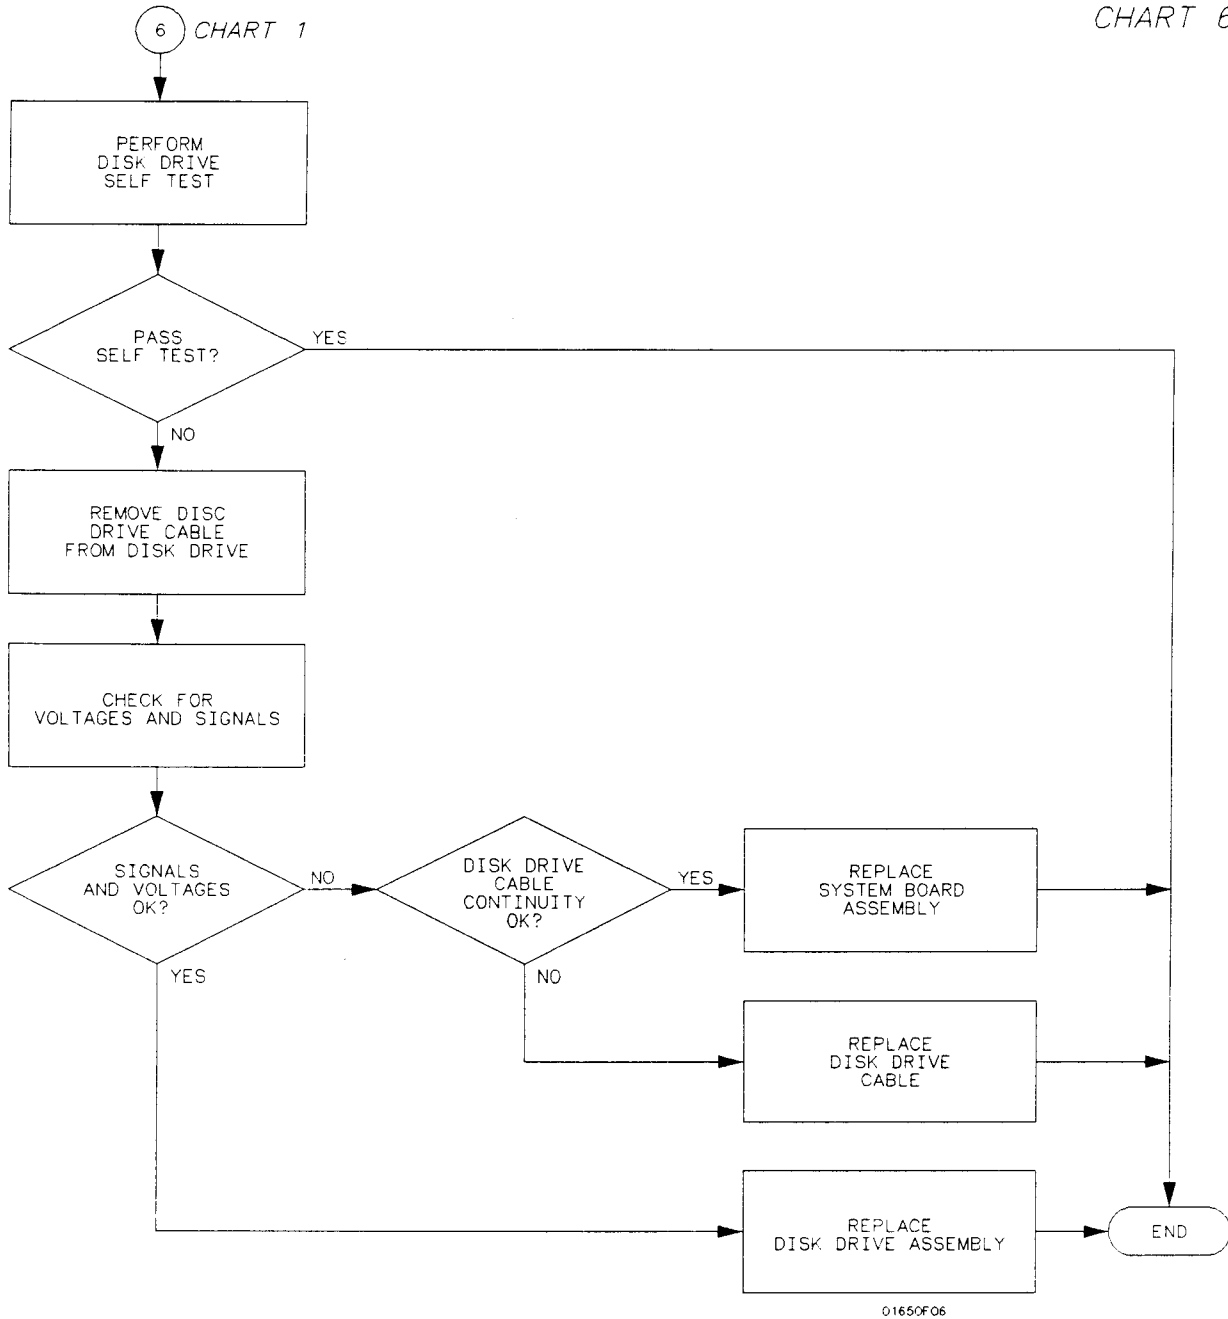 6 CHART 1
CHART 6
PERFORM
DISK DRIVE
SELF TEST
PASS
SELF TEST?
YES
NO
REMOVE DISC
DRIVE CABLE
FROM DISK DRIVE
CHECK FOR
VOLTAGES AND SIGNALS
SIGNALS
AND VOLTAGES
OK?
NO
YES
DISK DRIVE
CABLE
CONTINUITY
OK?
YES
NO
REPLACE
SYSTEM BOARD
ASSEMBLY
REPLACE
DISK DRIVE
CABLE
REPLACE
DISK DRIVE ASSEMBLY
END
01650F06